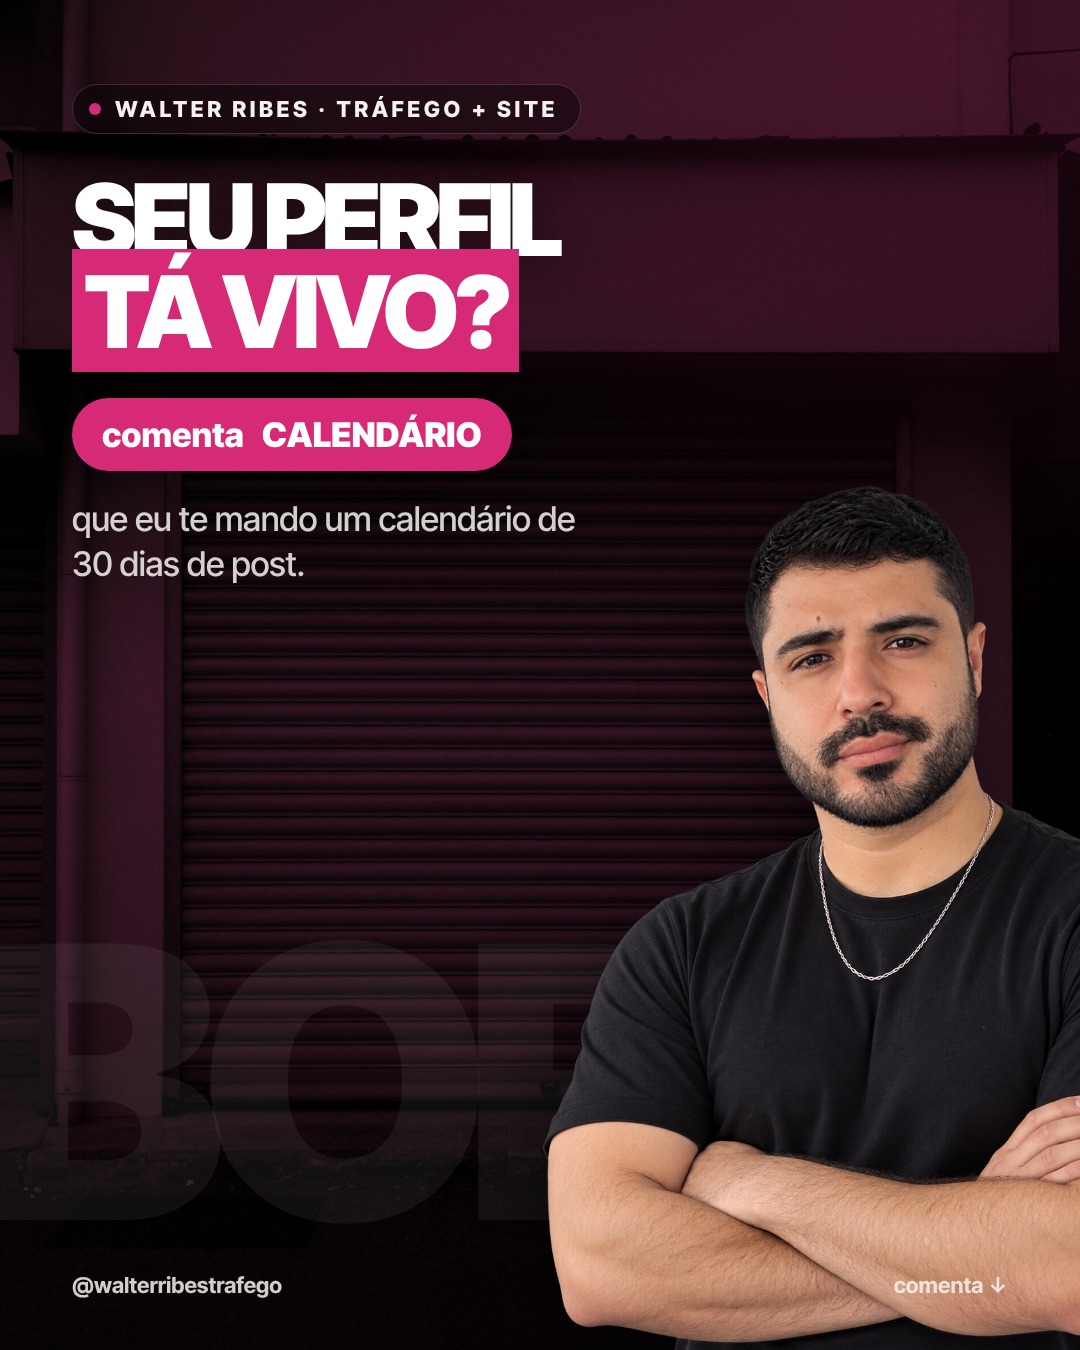 WALTER RIBES · TRÁFEGO + SITE
SEU PERFIL
TÁ VIVO?
comenta CALENDÁRIO
que eu te mando um calendário de
30 dias de post.
@walterribestrafego
comenta ↓